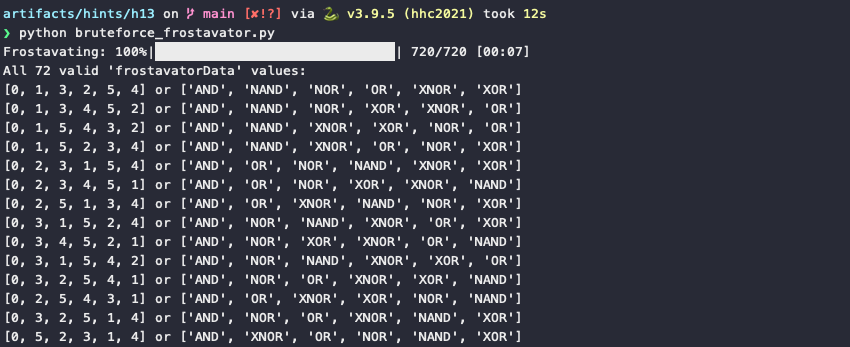 artifacts/hints/h13 on main [✘!?] via 🐍 v3.9.5 (hhc2021) took 12s
❯ python bruteforce_frostavator.py
Frostavating: 100%|██████████████████████████████| 720/720 [00:07]
All 72 valid 'frostavatorData' values:
[0, 1, 3, 2, 5, 4] or ['AND', 'NAND', 'NOR', 'OR', 'XNOR', 'XOR']
[0, 1, 3, 4, 5, 2] or ['AND', 'NAND', 'NOR', 'XOR', 'XNOR', 'OR']
[0, 1, 5, 4, 3, 2] or ['AND', 'NAND', 'XNOR', 'XOR', 'NOR', 'OR']
[0, 1, 5, 2, 3, 4] or ['AND', 'NAND', 'XNOR', 'OR', 'NOR', 'XOR']
[0, 2, 3, 1, 5, 4] or ['AND', 'OR', 'NOR', 'NAND', 'XNOR', 'XOR']
[0, 2, 3, 4, 5, 1] or ['AND', 'OR', 'NOR', 'XOR', 'XNOR', 'NAND']
[0, 2, 5, 1, 3, 4] or ['AND', 'OR', 'XNOR', 'NAND', 'NOR', 'XOR']
[0, 3, 1, 5, 2, 4] or ['AND', 'NOR', 'NAND', 'XNOR', 'OR', 'XOR']
[0, 3, 4, 5, 2, 1] or ['AND', 'NOR', 'XOR', 'XNOR', 'OR', 'NAND']
[0, 3, 1, 5, 4, 2] or ['AND', 'NOR', 'NAND', 'XNOR', 'XOR', 'OR']
[0, 3, 2, 5, 4, 1] or ['AND', 'NOR', 'OR', 'XNOR', 'XOR', 'NAND']
[0, 2, 5, 4, 3, 1] or ['AND', 'OR', 'XNOR', 'XOR', 'NOR', 'NAND']
[0, 3, 2, 5, 1, 4] or ['AND', 'NOR', 'OR', 'XNOR', 'NAND', 'XOR']
[0, 5, 2, 3, 1, 4] or ['AND', 'XNOR', 'OR', 'NOR', 'NAND', 'XOR']